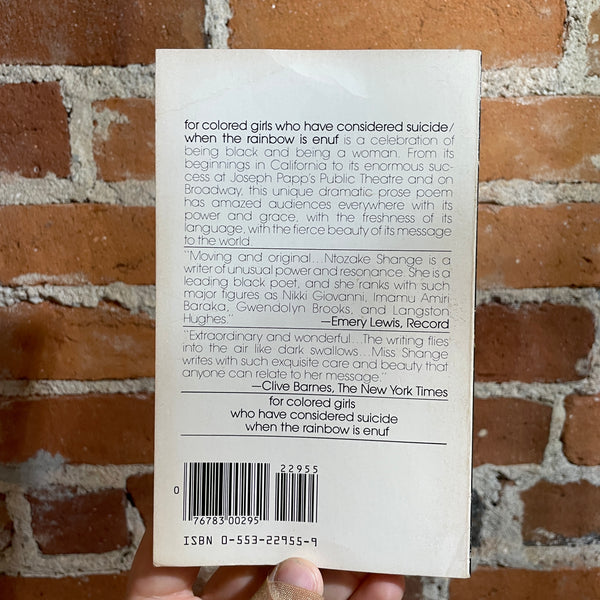 for colored girls who have considered suicide/
when the rainbow is enuf is a celebration of
being black and being a woman. From its
beginnings in California to its enormous suc-
cess at Joseph Papp's Public Theatre and on
Broadway, this unique dramatic prose poem
has amazed audiences everywhere with its
power and grace, with the freshness of its
language, with the fierce beauty of its message
to the world.
"Moving and original...Ntozake Shange is a
writer of unusual power and resonance. She is a
leading black poet, and she ranks with such
major figures as Nikki Giovanni, Imamu Amiri
Baraka, Gwendolyn Brooks, and Langston
Hughes."
—Emery Lewis, Record
"Extraordinary and wonderful...The writing flies
into the air like dark swallows...Miss Shange
writes with such exquisite care and beauty that
anyone can relate to her message."
—Clive Barnes, The New York Times
for colored girls
who have considered suicide
when the rainbow is enuf
22955
0
76783 00295
ISBN 0-553-22955-9